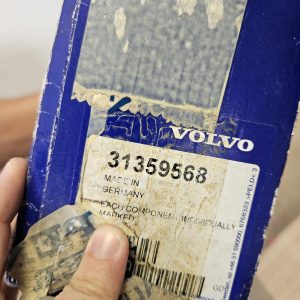 VOLVO
31359568
MADE IN
GERMANY
EACH COMPONENT INDIVIDUALLY
MARKED